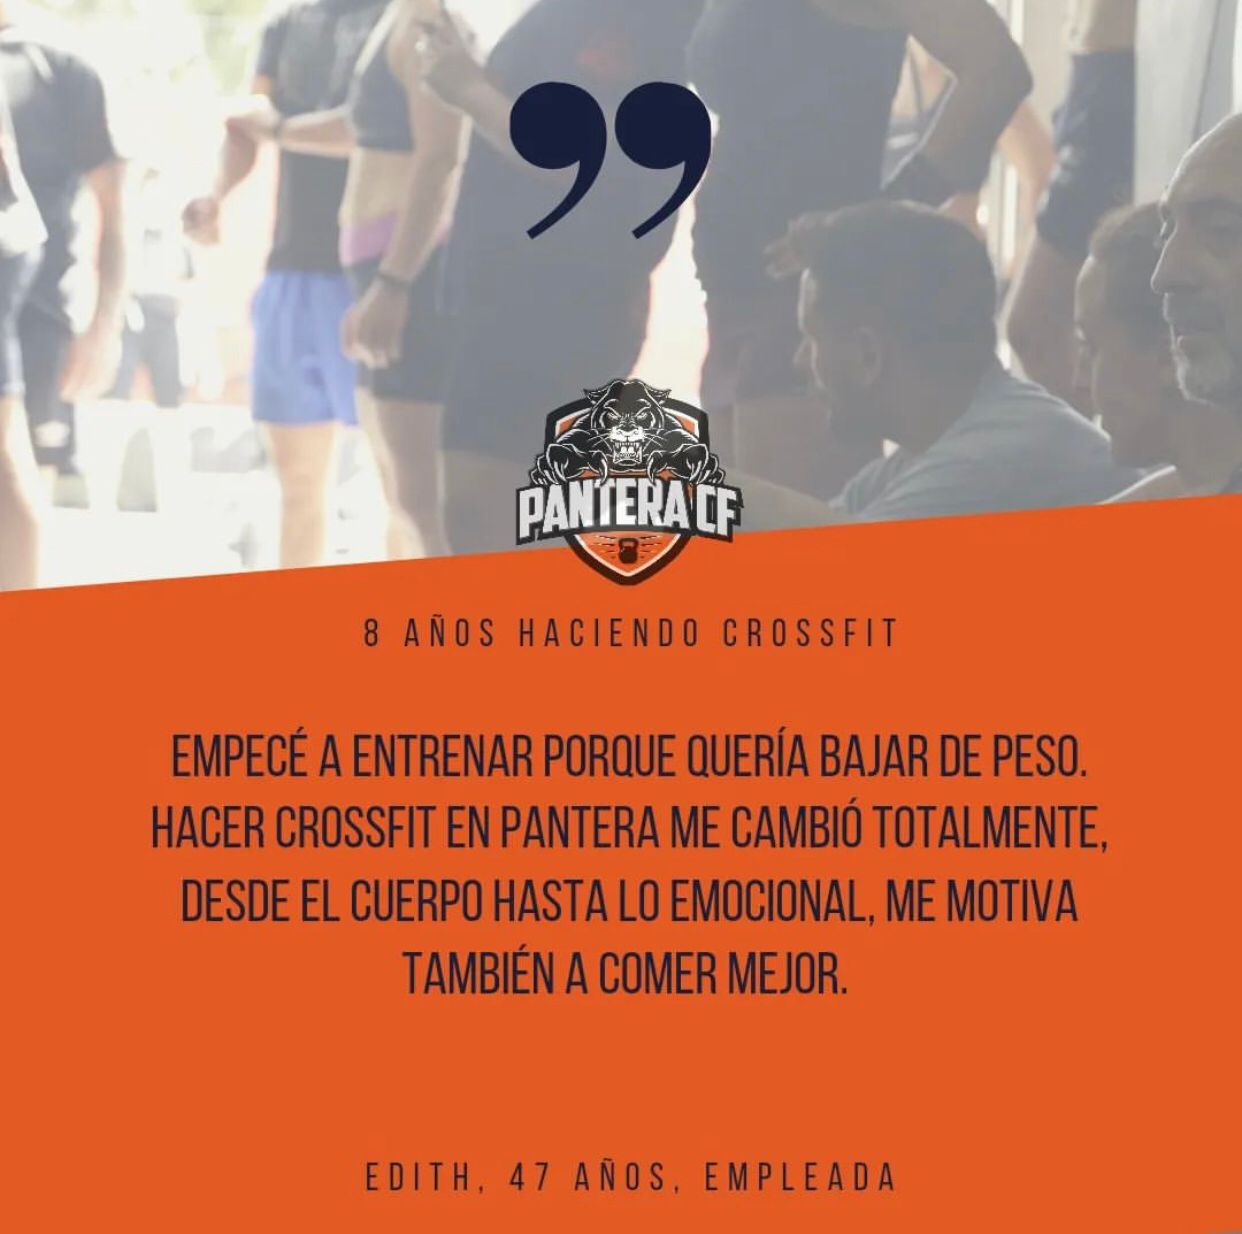 ”
PANTERA CF
8 AÑOS HACIENDO CROSSFIT
EMPECÉ A ENTRENAR PORQUE QUERÍA BAJAR DE PESO.
HACER CROSSFIT EN PANTERA ME CAMBIÓ TOTALMENTE,
DESDE EL CUERPO HASTA LO EMOCIONAL, ME MOTIVA
TAMBIÉN A COMER MEJOR.
EDITH, 47 AÑOS, EMPLEADA